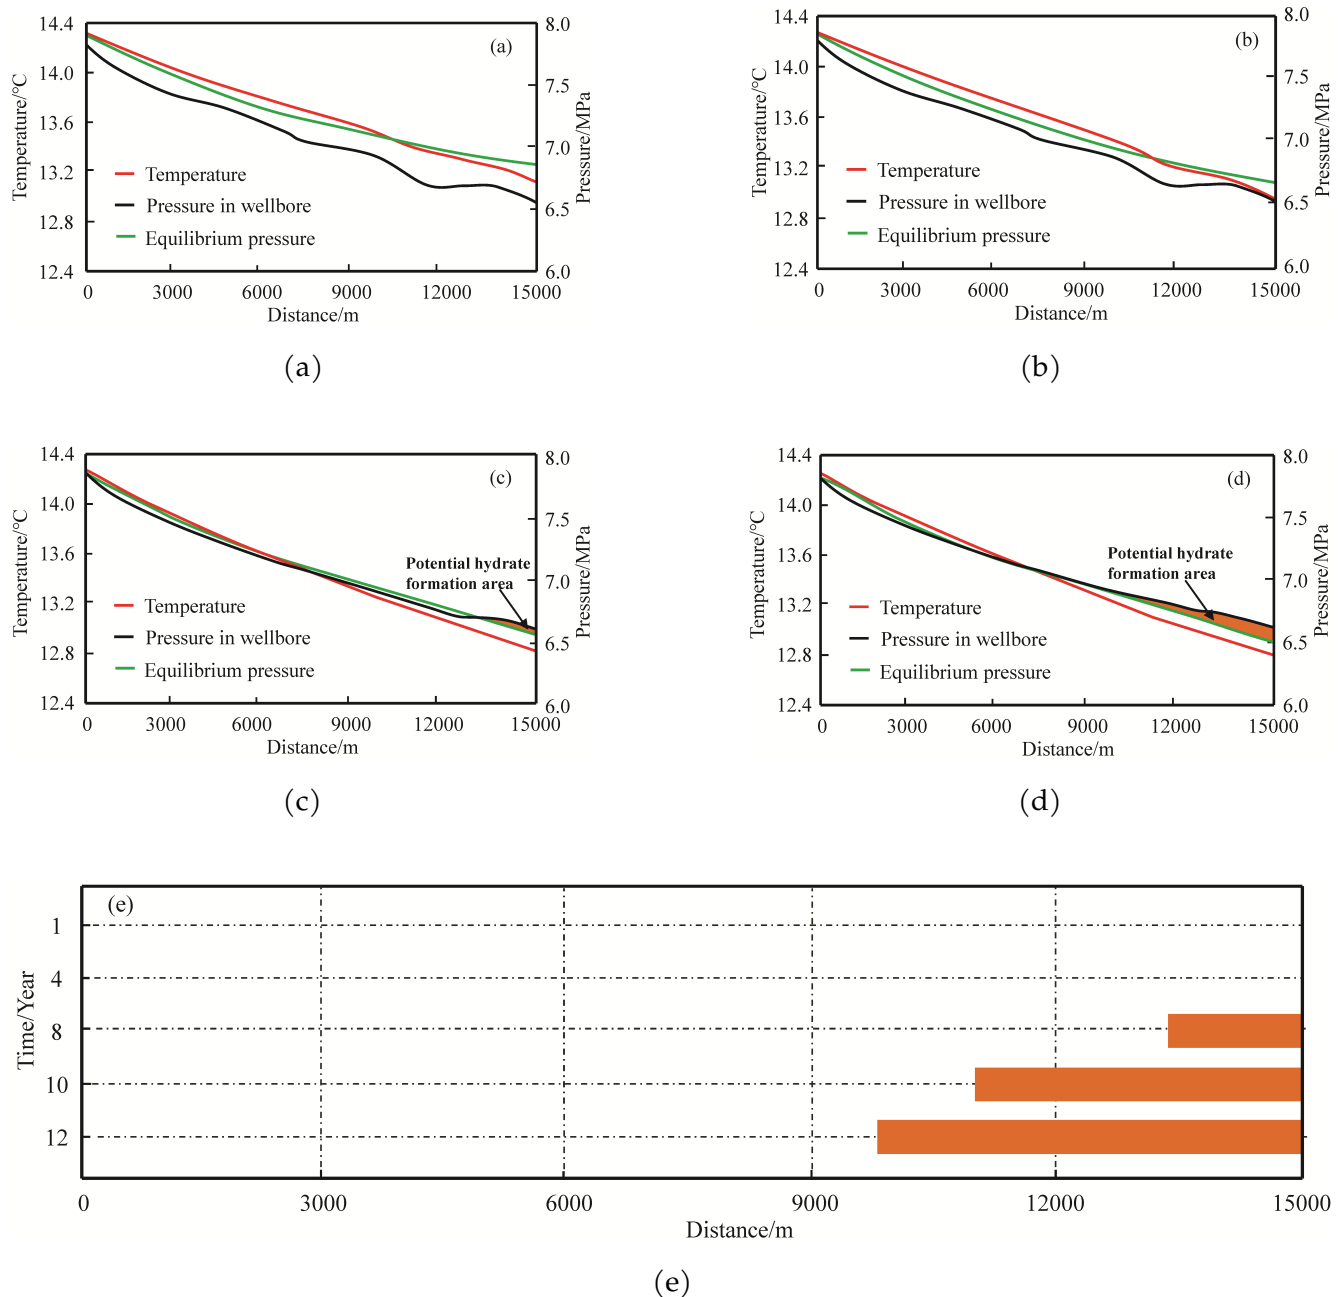 14.4
14.0
13.6
13.2
12.8
12.4
Temperature/°C
(a)
8.0
7.5
7.0
6.5
6.0
Pressure/MPa
Temperature
Pressure in wellbore
Equilibrium pressure
0 3000 6000 9000 12000 15000
Distance/m
(a)
14.4
14.0
13.6
13.2
12.8
12.4
Temperature/°C
(b)
8.0
7.5
7.0
6.5
6.0
Pressure/MPa
Temperature
Pressure in wellbore
Equilibrium pressure
0 3000 6000 9000 12000 15000
Distance/m
(b)
14.4
14.0
13.6
13.2
12.8
12.4
Temperature/°C
(c)
8.0
7.5
7.0
6.5
6.0
Pressure/MPa
Potential hydrate
formation area
Temperature
Pressure in wellbore
Equilibrium pressure
0 3000 6000 9000 12000 15000
Distance/m
(c)
14.4
14.0
13.6
13.2
12.8
12.4
Temperature/°C
(d)
8.0
7.5
7.0
6.5
6.0
Pressure/MPa
Potential hydrate
formation area
Temperature
Pressure in wellbore
Equilibrium pressure
0 3000 6000 9000 12000 15000
Distance/m
(d)
(e)
1
4
8
10
12
Time/Year
0 3000 6000 9000 12000 15000
Distance/m
(e)